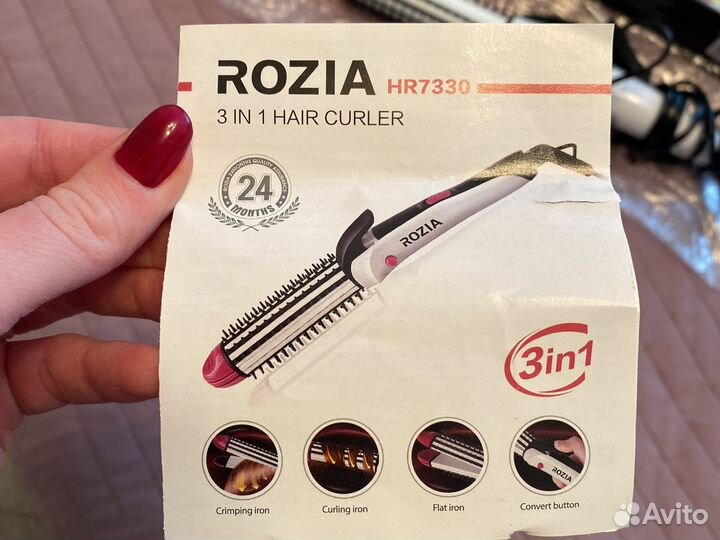 ROZIA HR7330
3 IN 1 HAIR CURLER
24
MONTHS
ROZIA
3in1
ROZIA
Crimping iron
Curling iron
Flat iron
Convert button
Avito